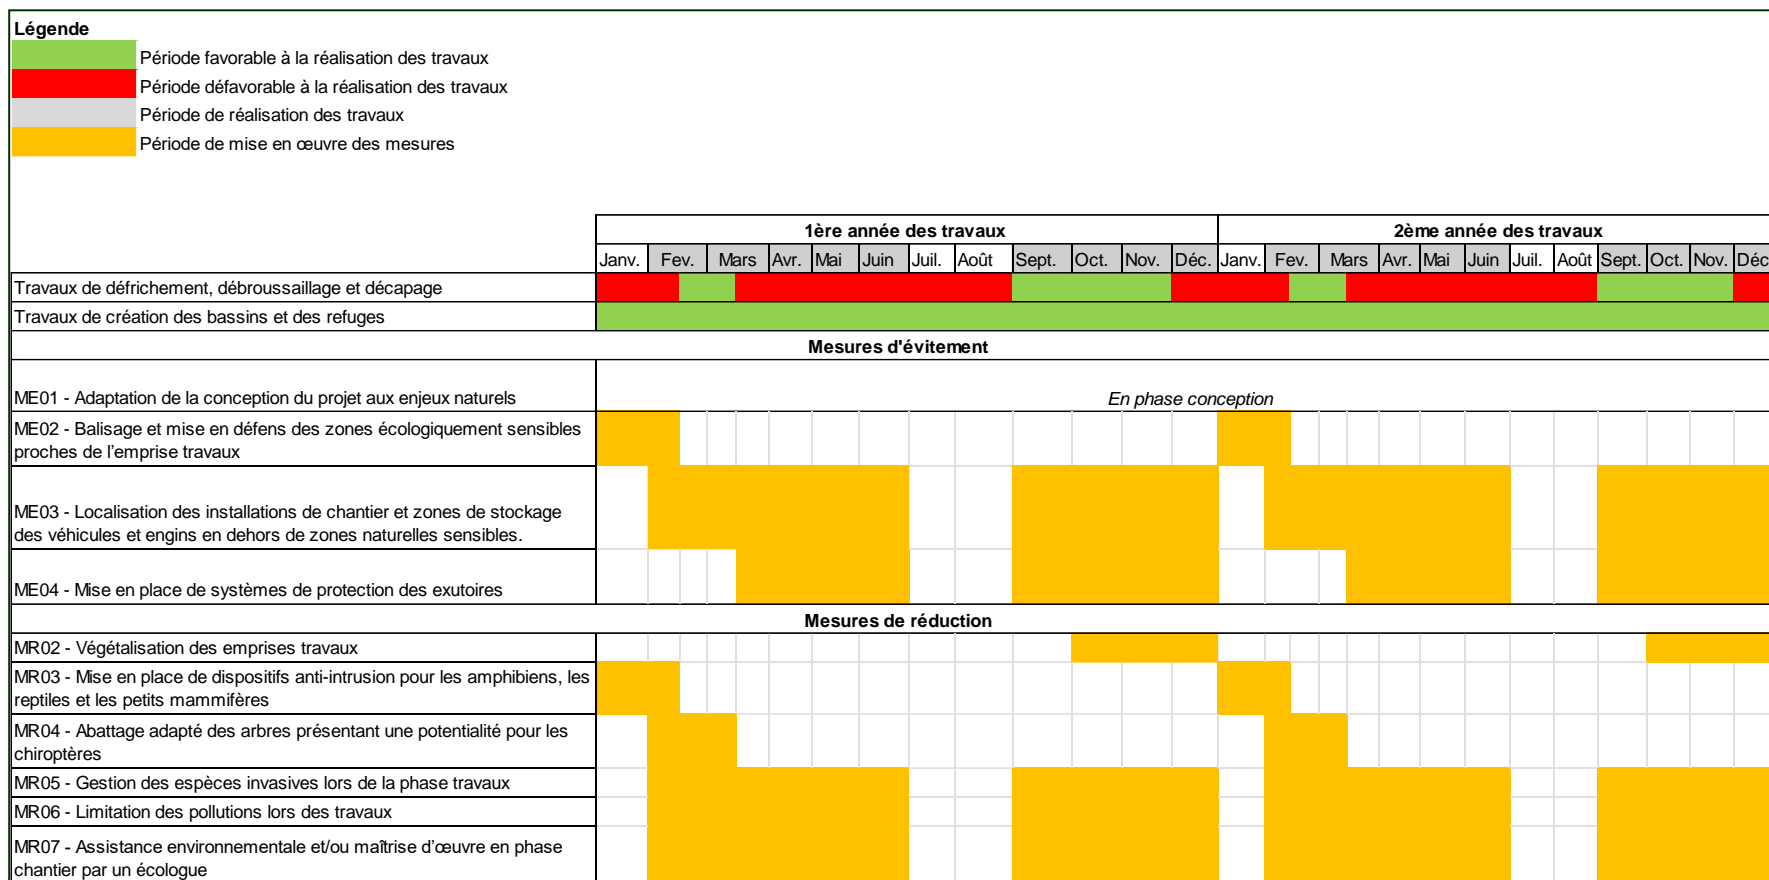 Légende
Période favorable à la réalisation des travaux
Période défavorable à la réalisation des travaux
Période de réalisation des travaux
Période de mise en œuvre des mesures
1ère année des travaux 2ème année des travaux
Janv. Fev. Mars Avr. Mai Juin Juil. Août Sept. Oct. Nov. Déc. Janv. Fev. Mars Avr. Mai Juin Juil. Août Sept. Oct. Nov. Déc
Travaux de défrichement, débroussaillage et décapage
Travaux de création des bassins et des refuges
Mesures d'évitement
ME01 - Adaptation de la conception du projet aux enjeux naturels En phase conception
ME02 - Balisage et mise en défens des zones écologiquement sensibles
proches de l'emprise travaux
ME03 - Localisation des installations de chantier et zones de stockage
des véhicules et engins en dehors de zones naturelles sensibles.
ME04 - Mise en place de systèmes de protection des exutoires
Mesures de réduction
MR02 - Végétalisation des emprises travaux
MR03 - Mise en place de dispositifs anti-intrusion pour les amphibiens, les
reptiles et les petits mammifères
MR04 - Abattage adapté des arbres présentant une potentialité pour les
chiroptères
MR05 - Gestion des espèces invasives lors de la phase travaux
MR06 - Limitation des pollutions lors des travaux
MR07 - Assistance environnementale et/ou maîtrise d'œuvre en phase
chantier par un écologue